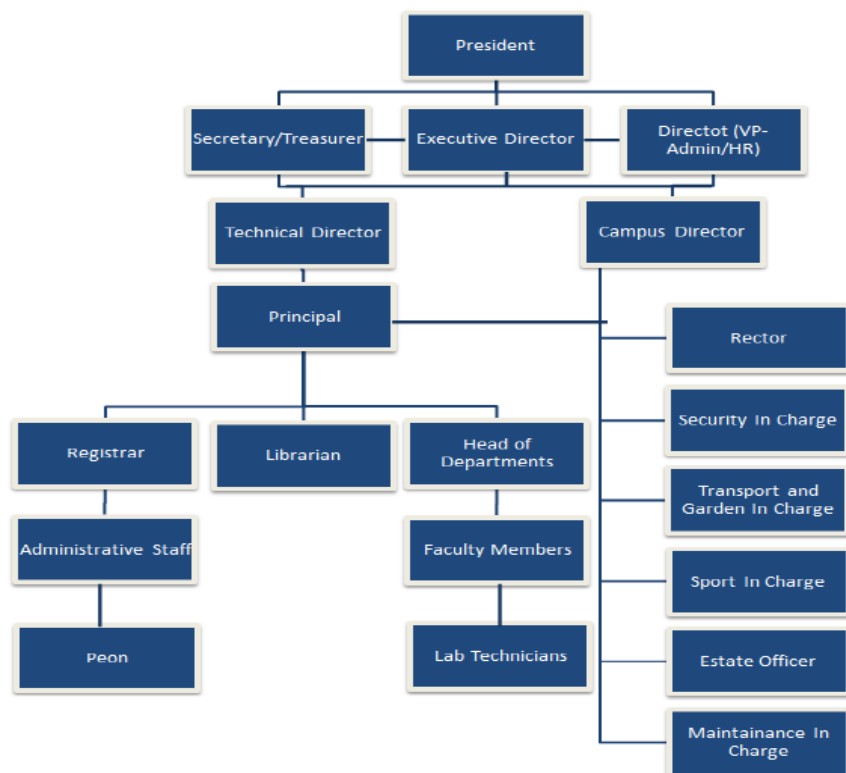 President
Secretary/Treasurer
Executive Director
Directot (VP-
Admin/HR)
Technical Director
Campus Director
Principal
Rector
Registrar
Librarian
Head of
Departments
Security In Charge
Transport and
Garden In Charge
Administrative Staff
Faculty Members
Sport In Charge
Peon
Lab Technicians
Estate Officer
Maintainance In
Charge